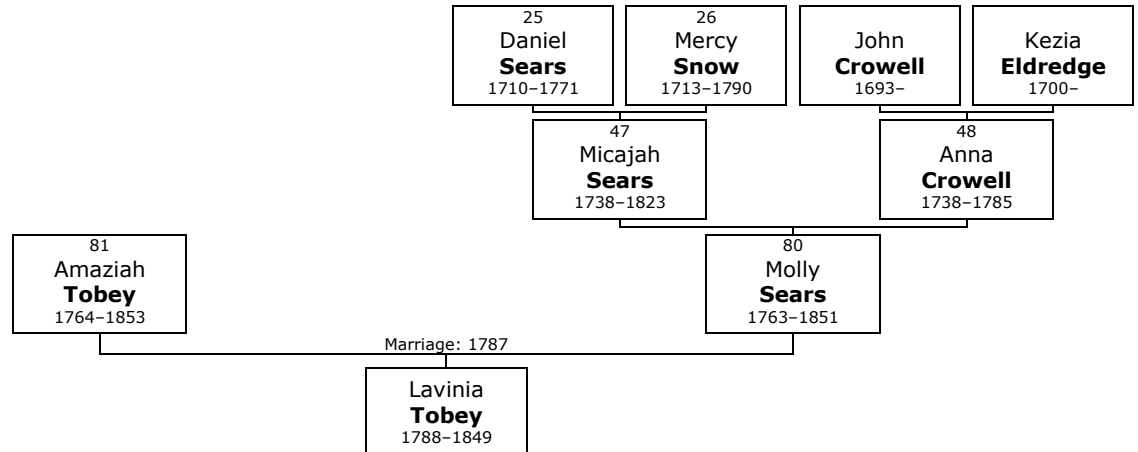 25
Daniel
Sears
1710–1771
26
Mercy
Snow
1713–1790
John
Crowell
1693–
Kezia
Eldredge
1700–
47
Micajah
Sears
1738–1823
48
Anna
Crowell
1738–1785
81
Amaziah
Tobey
1764–1853
80
Molly
Sears
1763–1851
Marriage: 1787
Lavinia
Tobey
1788–1849